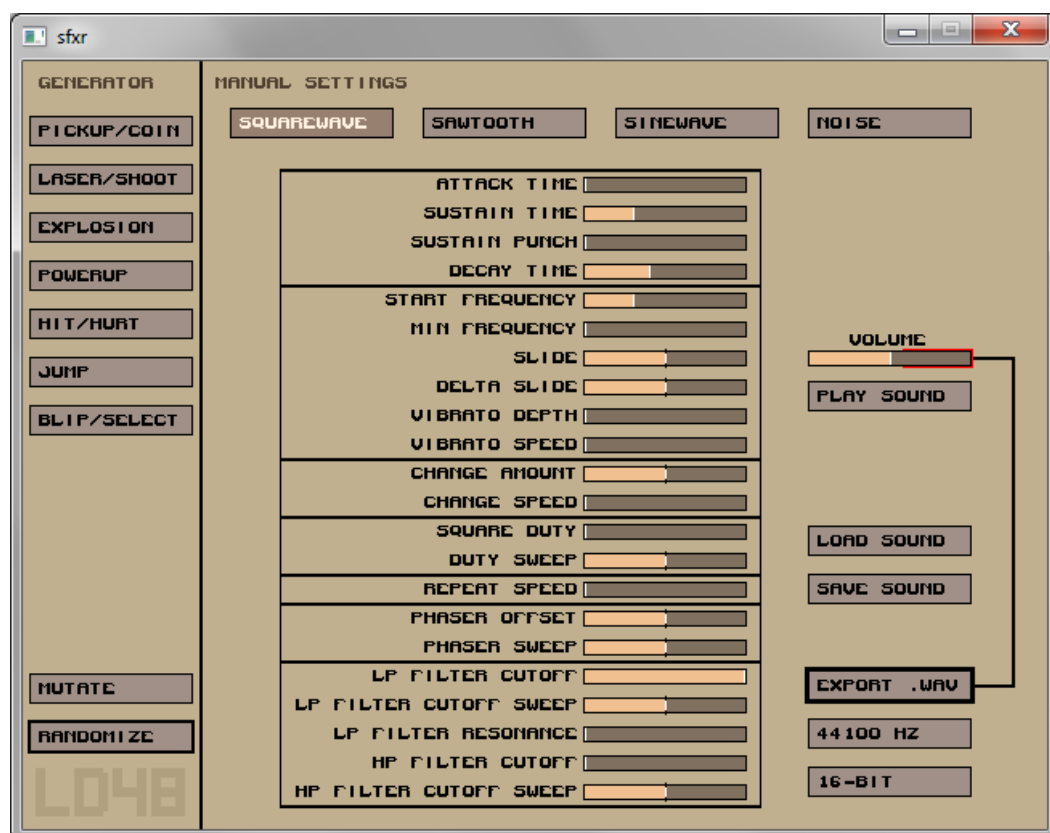 sfxr
GENERATOR
PICKUP/COIN
LASER/SHOOT
EXPLOSION
POWERUP
HIT/HURT
JUMP
BLIP/SELECT
MUTATE
RANDOMIZE
LD48
MANUAL SETTINGS
SQUAREWAVE SAWTOOTH SINEWAVE NOISE
ATTACK TIME
SUSTAIN TIME
SUSTAIN PUNCH
DECAY TIME
START FREQUENCY
MIN FREQUENCY
SLIDE
DELTA SLIDE
VIBRATO DEPTH
VIBRATO SPEED
CHANGE AMOUNT
CHANGE SPEED
SQUARE DUTY
DUTY SWEEP
REPEAT SPEED
PHASER OFFSET
PHASER SWEEP
LP FILTER CUTOFF
LP FILTER CUTOFF SWEEP
LP FILTER RESONANCE
HP FILTER CUTOFF
HP FILTER CUTOFF SWEEP
VOLUME
PLAY SOUND
LOAD SOUND
SAVE SOUND
EXPORT .WAV
44100 HZ
16-BIT